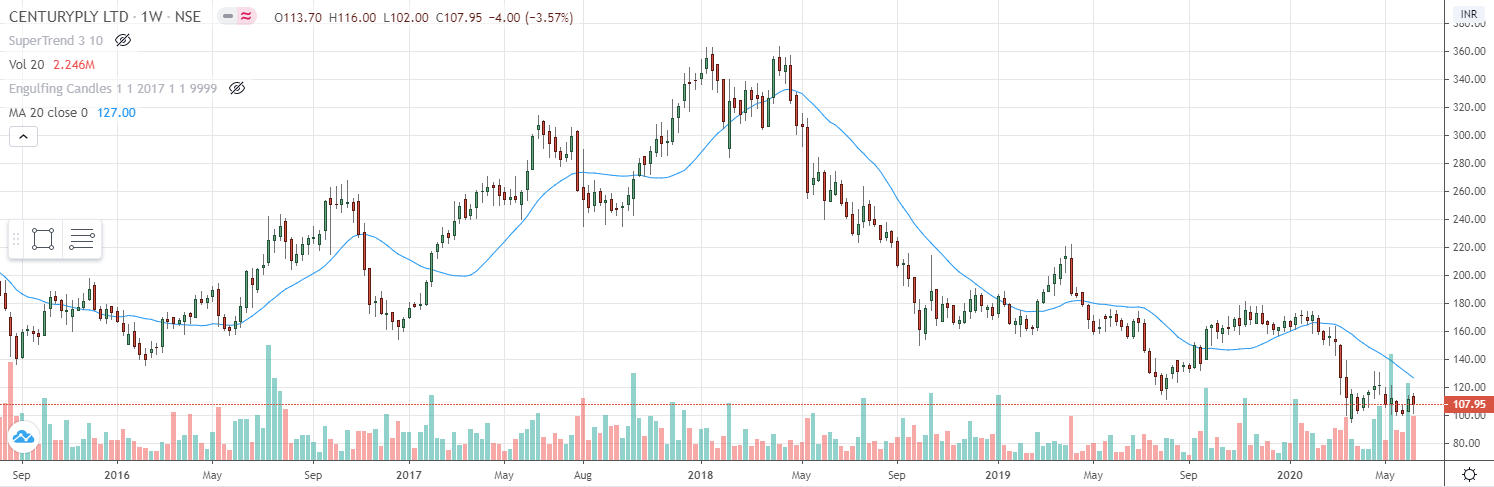 CENTURYPLY LTD · 1W · NSE O113.70 H116.00 L102.00 C107.95 −4.00 (−3.57%)
INR
SuperTrend 3 10
Vol 20 2.246M
Engulfing Candles 1 1 2017 1 1 9999
MA 20 close 0 127.00
380.00
360.00
340.00
320.00
300.00
280.00
260.00
240.00
220.00
200.00
180.00
160.00
140.00
120.00
107.95
100.00
80.00
Sep 2016 May Sep 2017 May Aug 2018 May Sep 2019 May Sep 2020 May